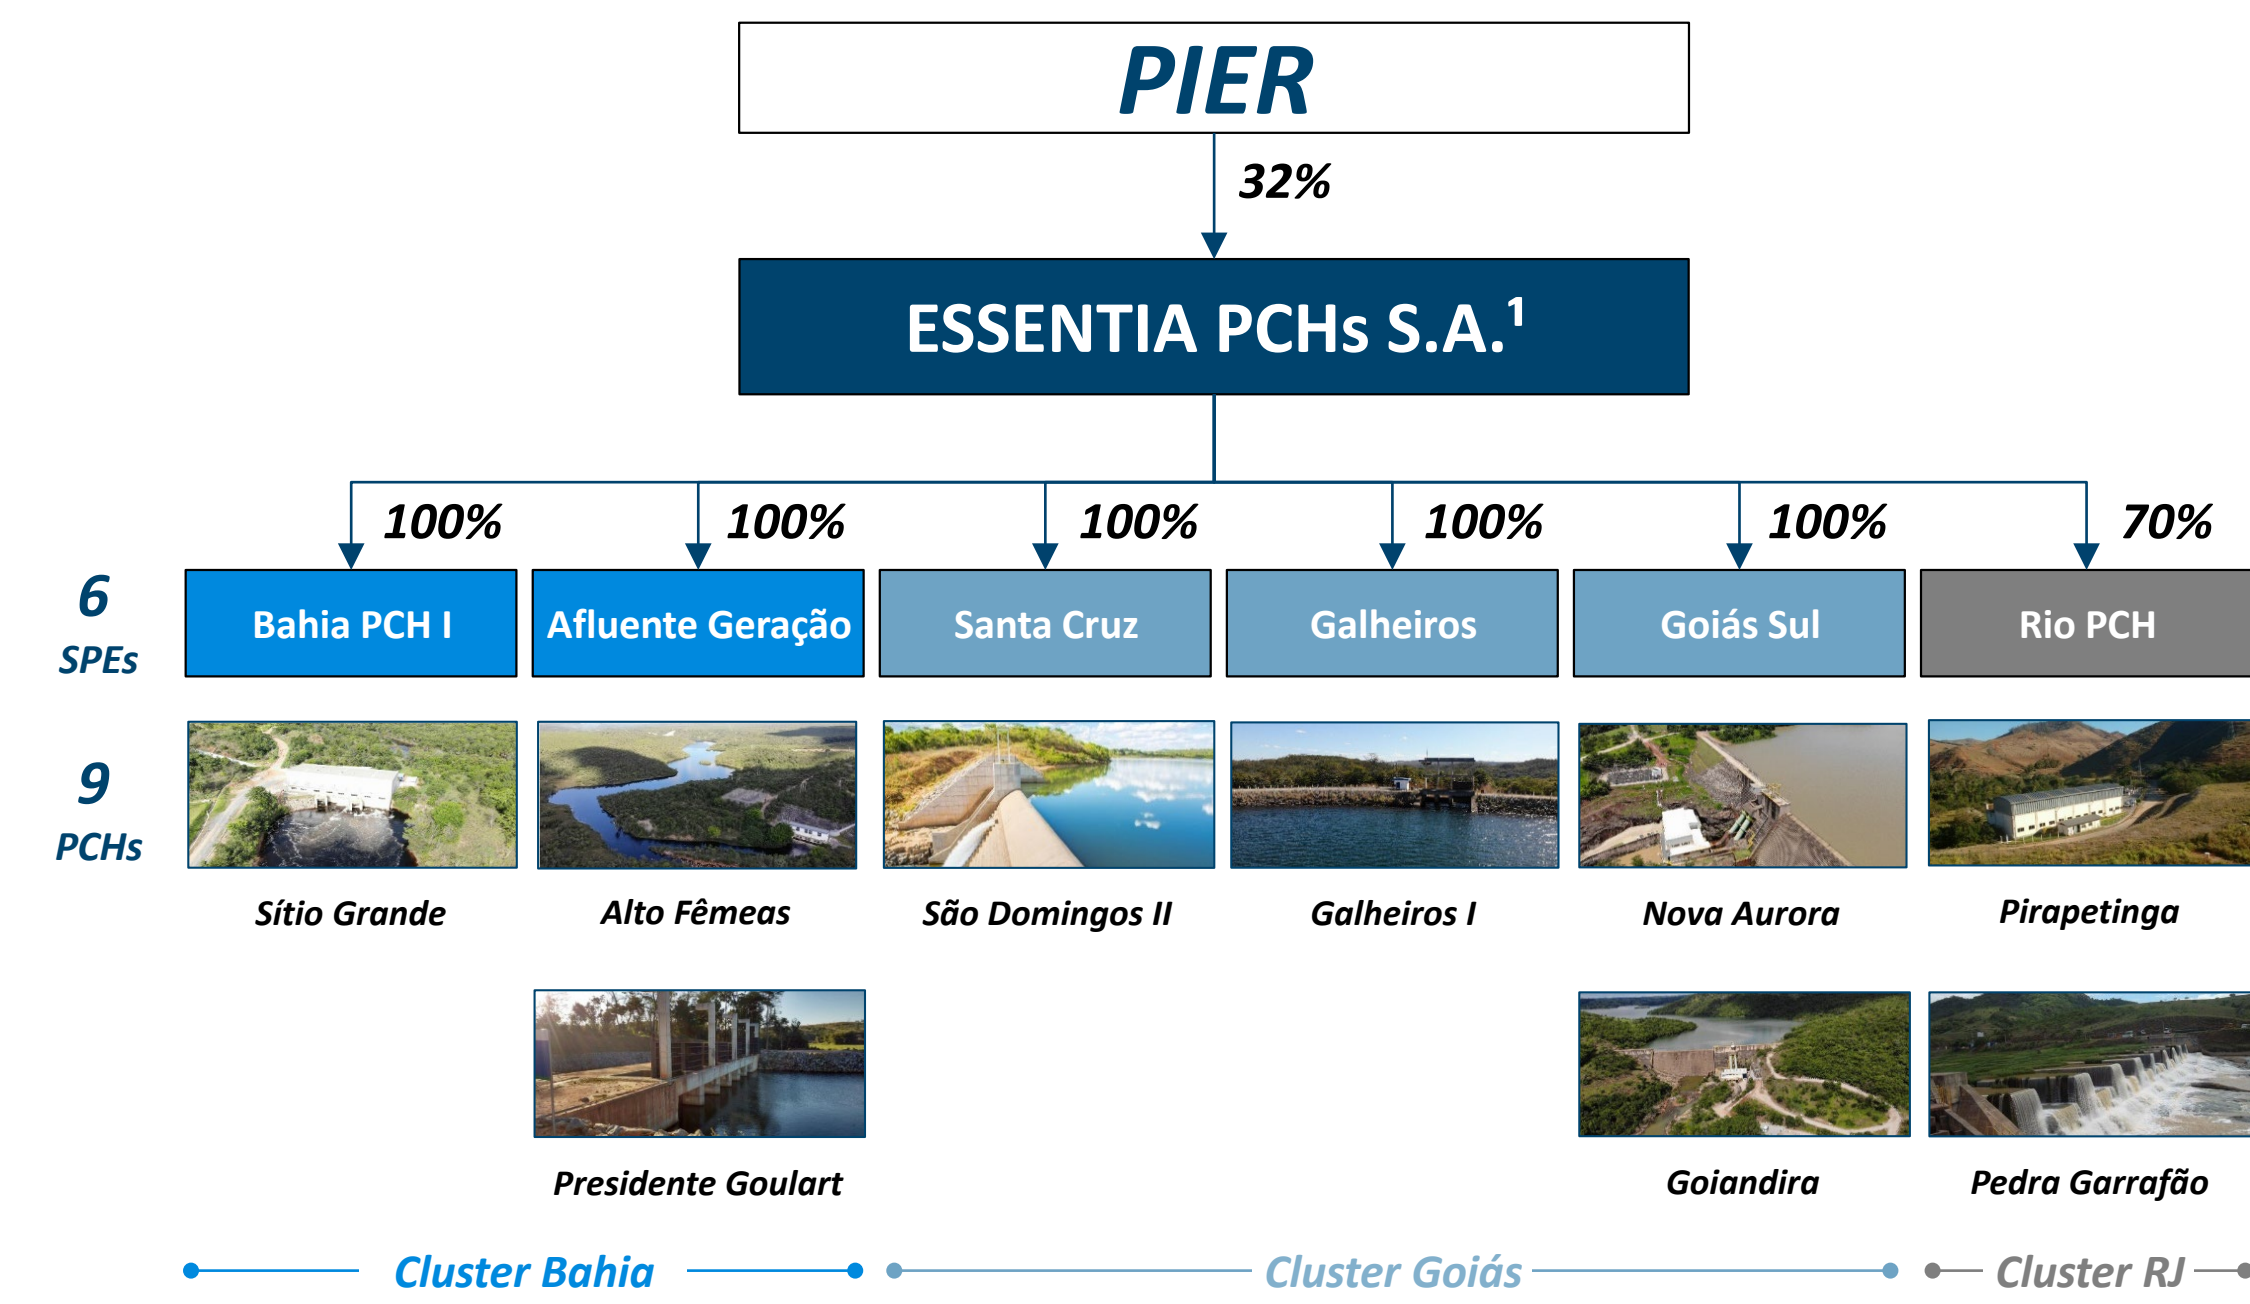 PIER
32%
ESSENTIA PCHs S.A.¹
100%
100%
100%
100%
100%
70%
6
SPEs
Bahia PCH I
Afluente Geração
Santa Cruz
Galheiros
Goiás Sul
Rio PCH
9
PCHs
Sítio Grande
Alto Fêmeas
São Domingos II
Galheiros I
Nova Aurora
Pirapetinga
Presidente Goulart
Goiandira
Pedra Garrafão
Cluster Bahia
Cluster Goiás
Cluster RJ